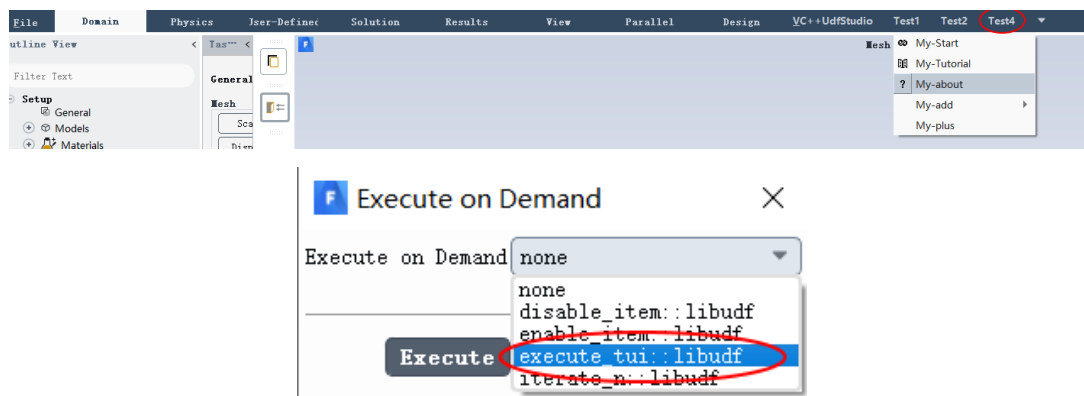 File Domain Physics Jser-Definec Solution Results View Parallel Design VC++UdfStudio Test1 Test2 Test4
utline View < Tas... <
Mesh
Filter Text
General
Setup
General
Mesh
Models
Sca
Materials
Disp
My-Start
My-Tutorial
? My-about
My-add
My-plus
F Execute on Demand
Execute on Demand none
none
disable_item::libudf
enable_item::libudf
Execute execute_tui::libudf
iterate_n::libudf